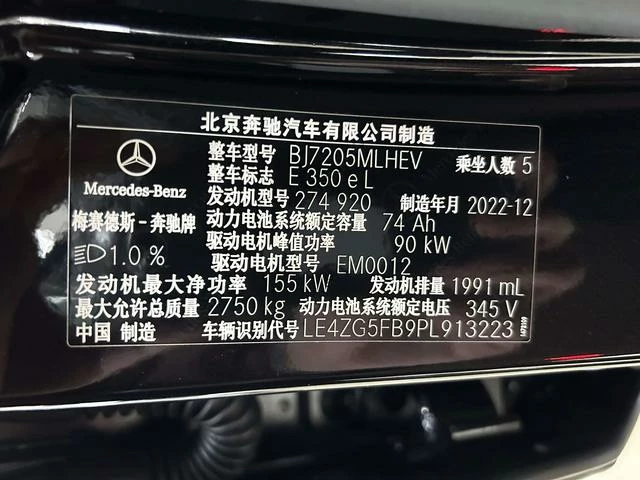 北京奔驰汽车有限公司制造
整车型号 BJ7205MLHEV 乘坐人数 5
整车标志 E 350 e L
Mercedes-Benz
发动机型号 274 920 制造年月 2022-12
梅赛德斯-奔驰牌 动力电池系统额定容量 74 Ah
驱动电机峰值功率 90 kW
1.0 % 驱动电机型号 EM0012
发动机最大净功率 155 kW 发动机排量 1991 mL
最大允许总质量 2750 kg 动力电池系统额定电压 345 V
中国 制造 车辆识别代号 LE4ZG5FB9PL913223